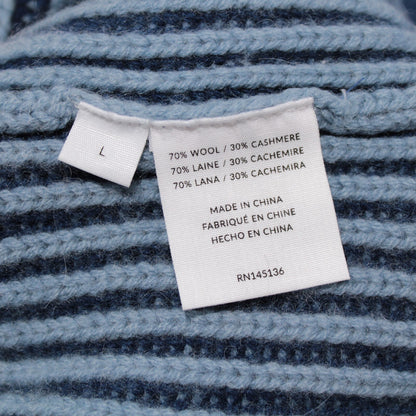 L
70% WOOL / 30% CASHMERE
70% LAINE / 30% CACHEMIRE
70% LANA / 30% CACHEMIRA
MADE IN CHINA
FABRIQUÉ EN CHINE
HECHO EN CHINA
RN145136